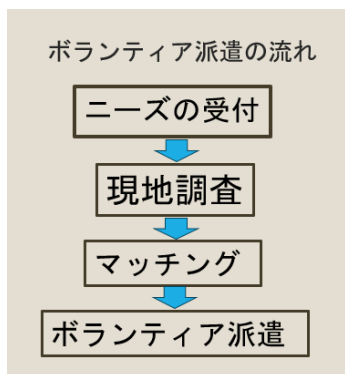 ボランティア派遣の流れ
ニーズの受付
現地調査
マッチング
ボランティア派遣